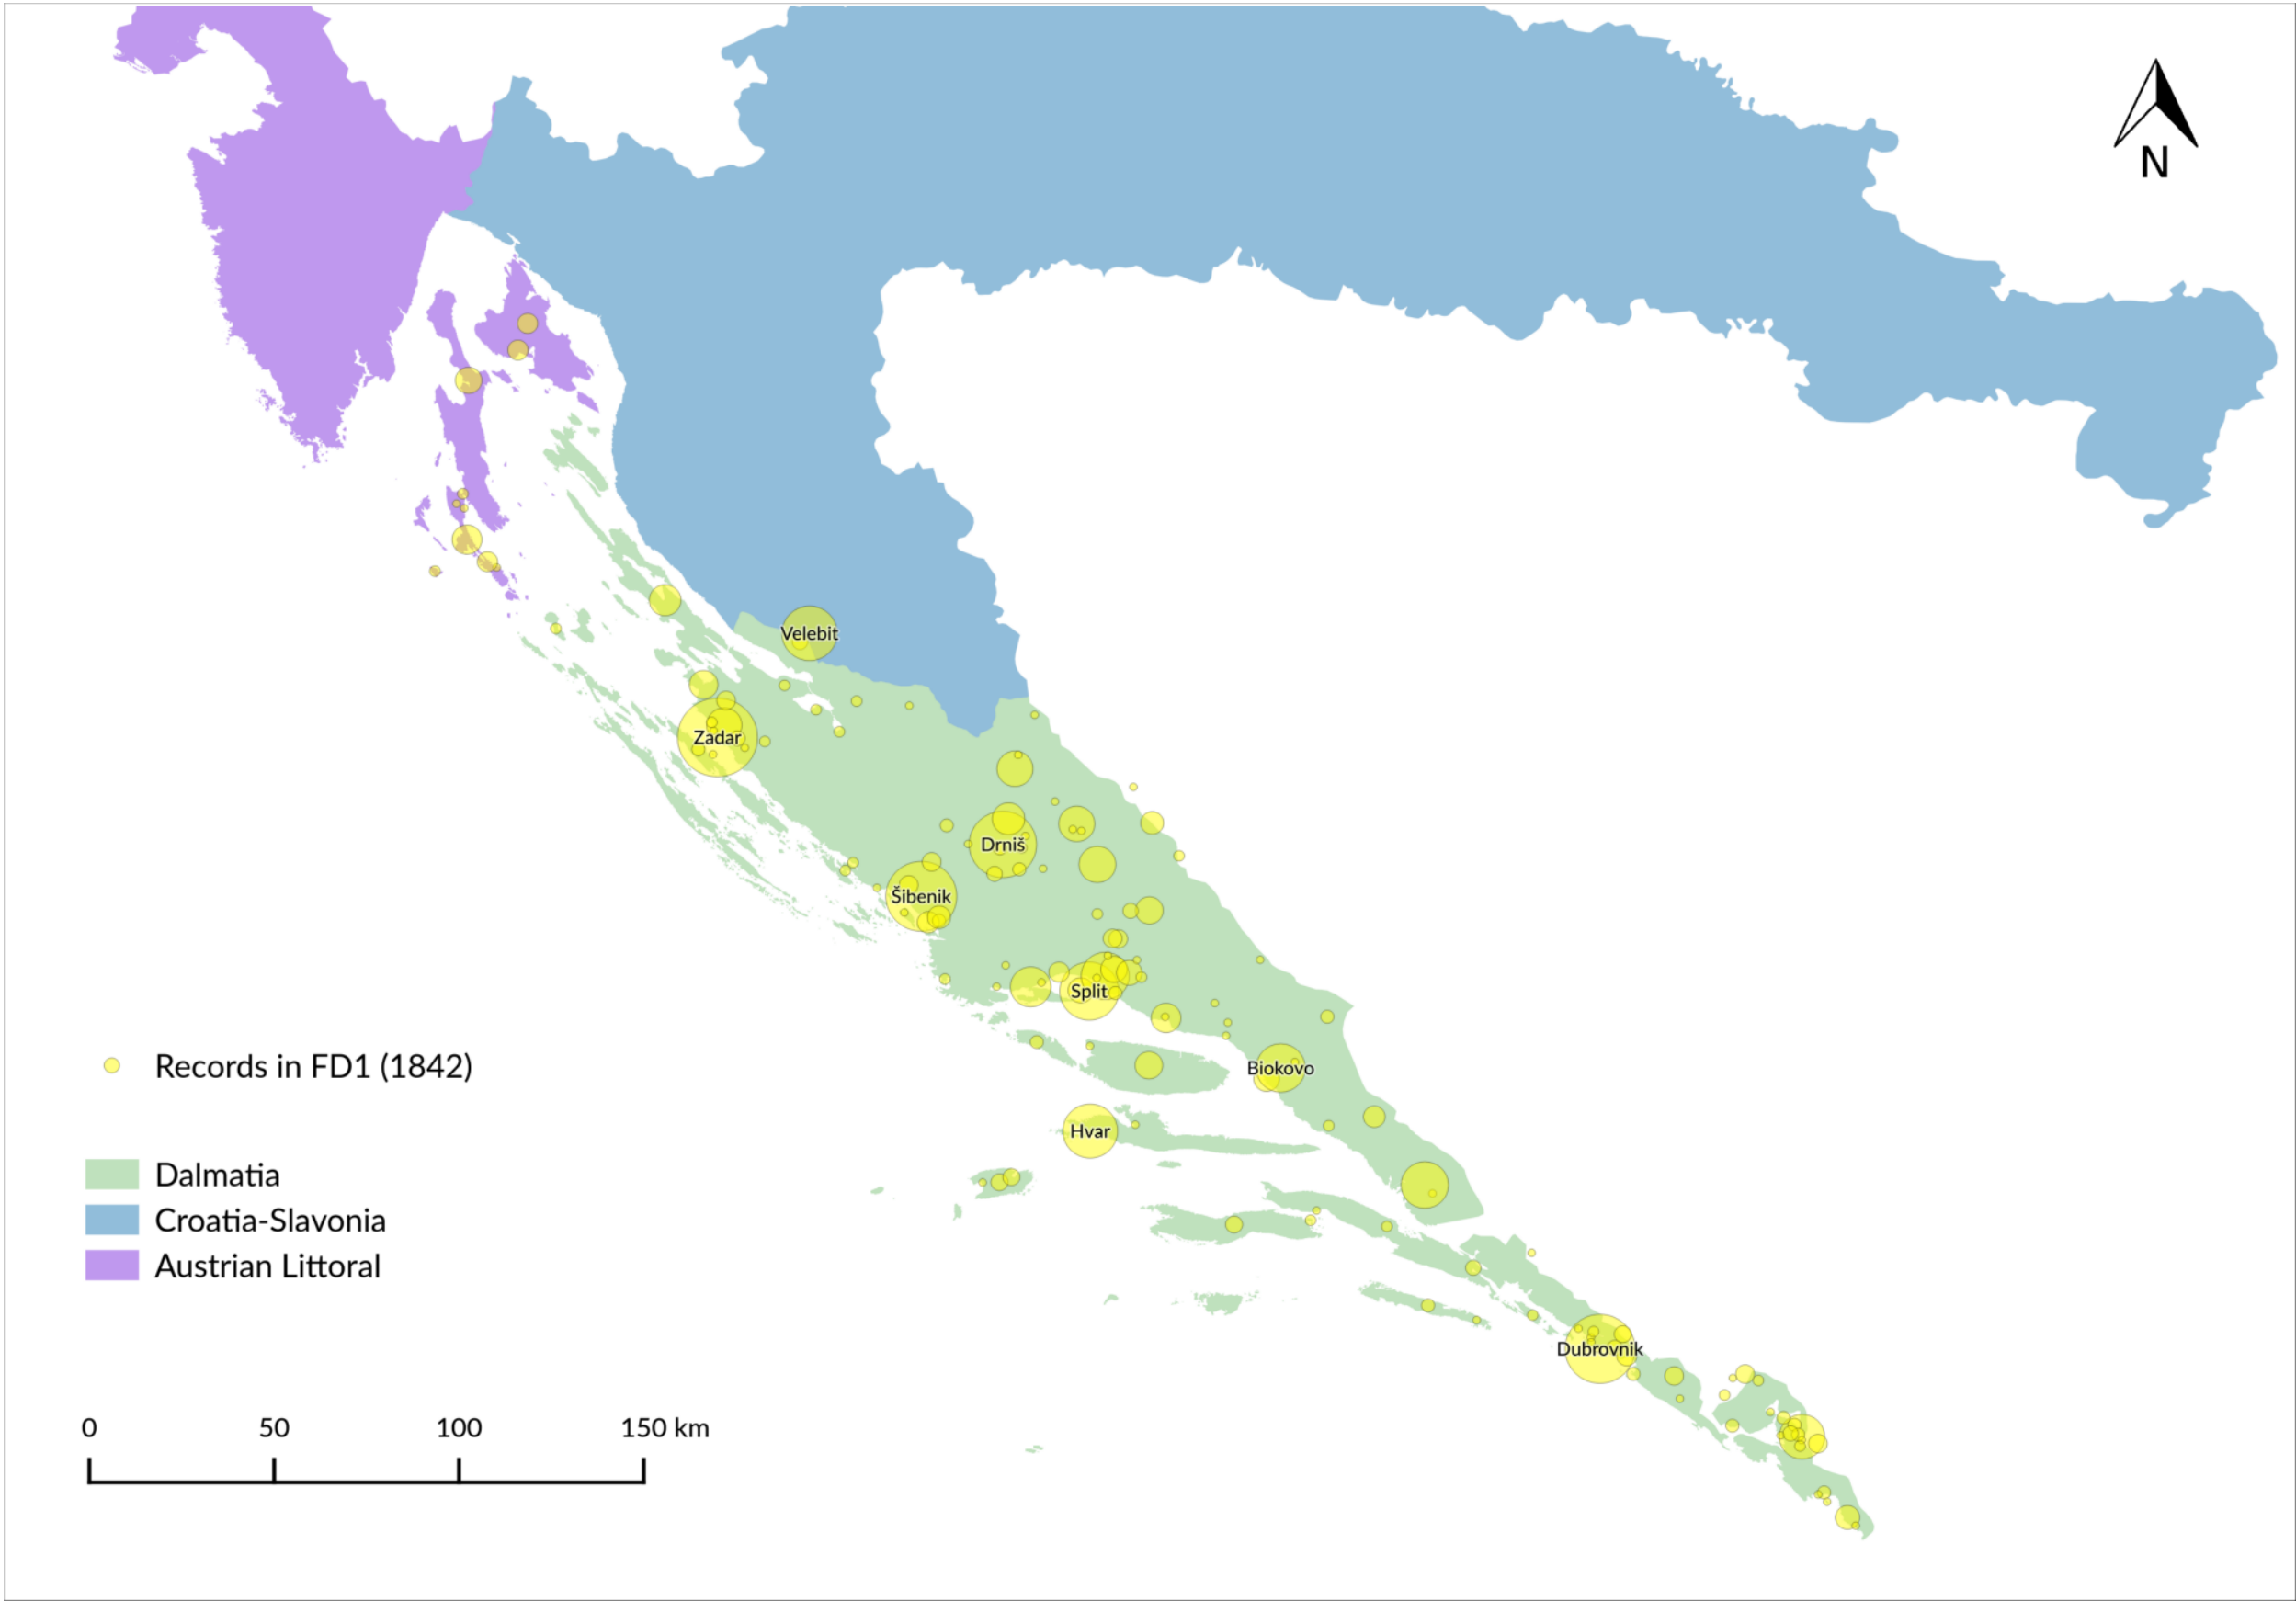 N
Velebit
Zadar
Drniš
Šibenik
Split
Biokovo
Hvar
Dubrovnik
Records in FD1 (1842)
Dalmatia
Croatia-Slavonia
Austrian Littoral
0 50 100 150 km